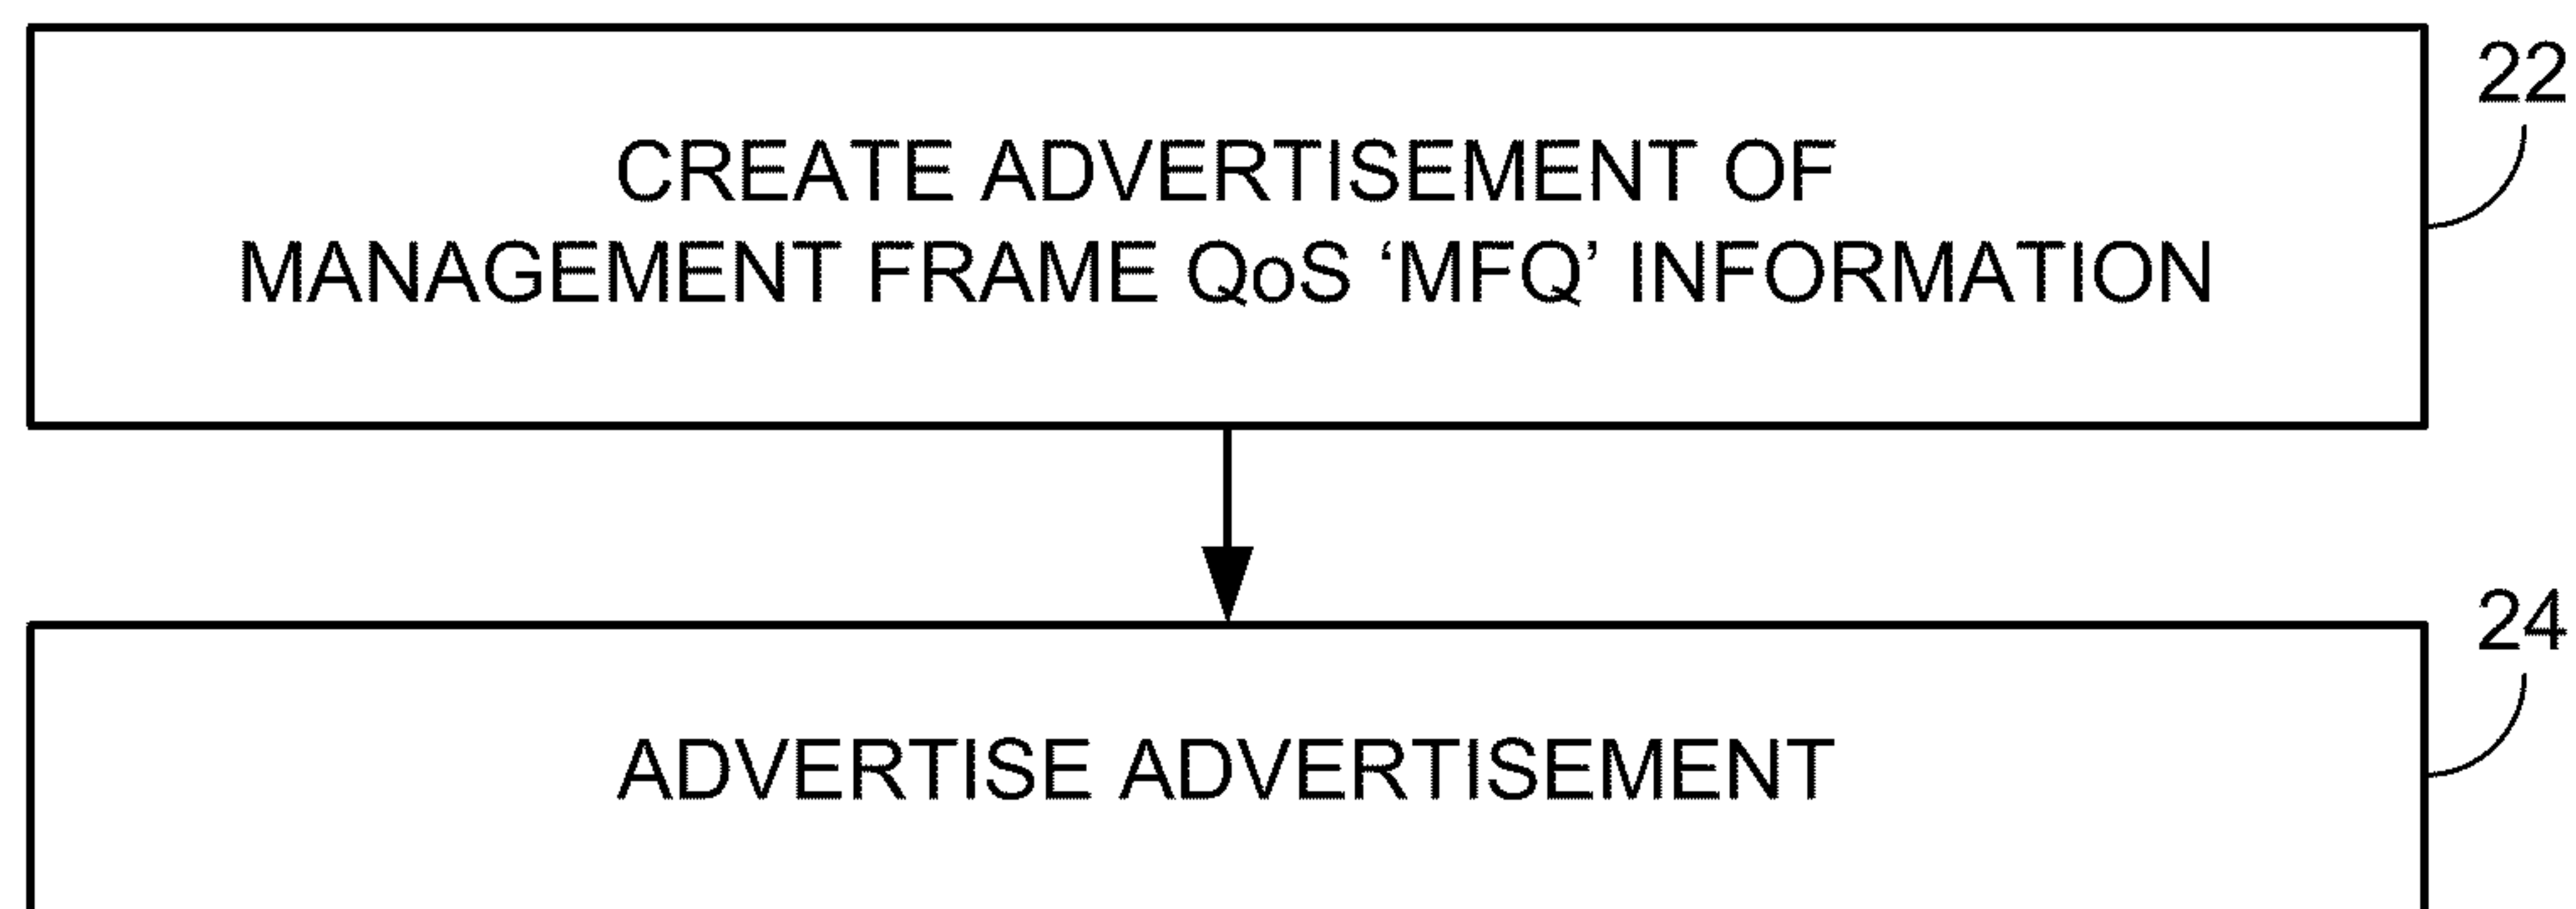 22
CREATE ADVERTISEMENT OF
MANAGEMENT FRAME QoS ‘MFQ’ INFORMATION
24
ADVERTISE ADVERTISEMENT